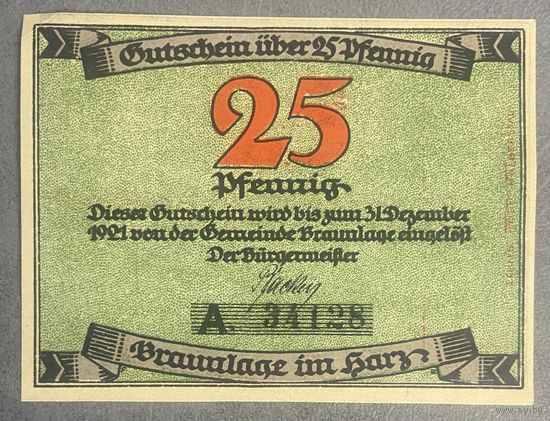 Gutschein über 25 Pfennig
25
Pfennig
Dieser Gutschein wird bis zum 31 Dezember
1921 von der Gemeinde Braunlage eingelöst
Der Bürgermeister
A. 34128
Braunlage im Harz